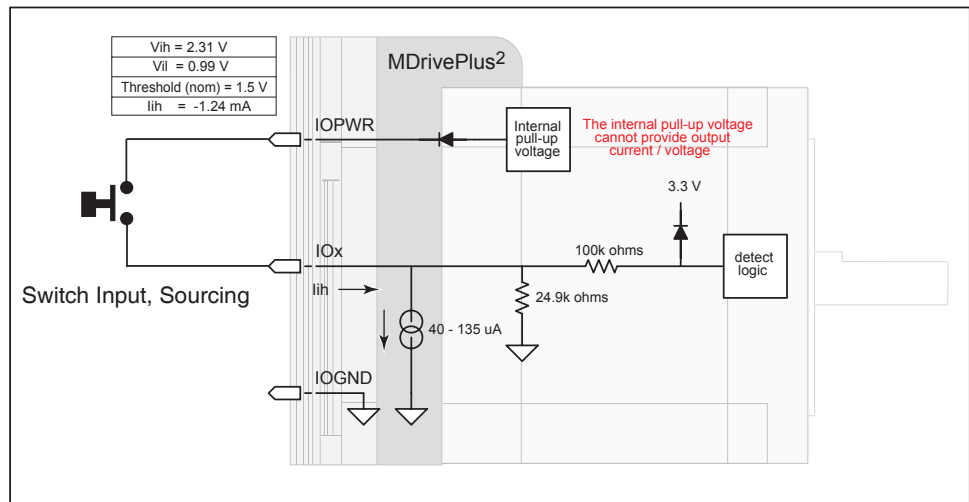 Vih = 2.31 V
Vil = 0.99 V
Threshold (nom) = 1.5 V
Iih = -1.24 mA
MDrivePlus²
IOPWR
Internal
pull-up
voltage
The internal pull-up voltage
cannot provide output
current / voltage
3.3 V
IOx
100k ohms
detect
logic
Switch Input, Sourcing
Iih
24.9k ohms
40 - 135 uA
IOGND